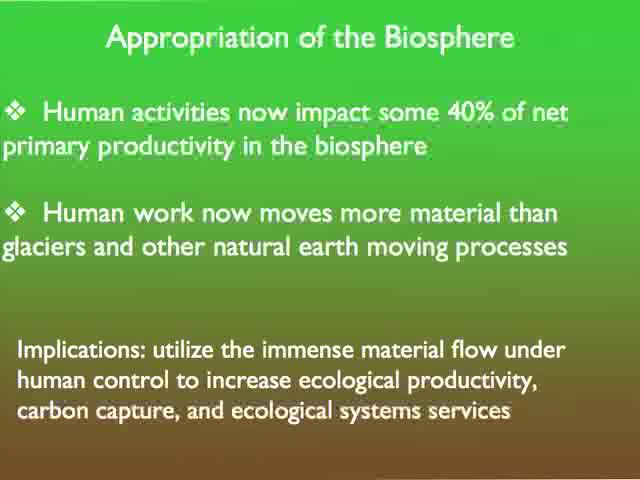 Appropriation of the Biosphere
❖ Human activities now impact some 40% of net
primary productivity in the biosphere
❖ Human work now moves more material than
glaciers and other natural earth moving processes
Implications: utilize the immense material flow under
human control to increase ecological productivity,
carbon capture, and ecological systems services